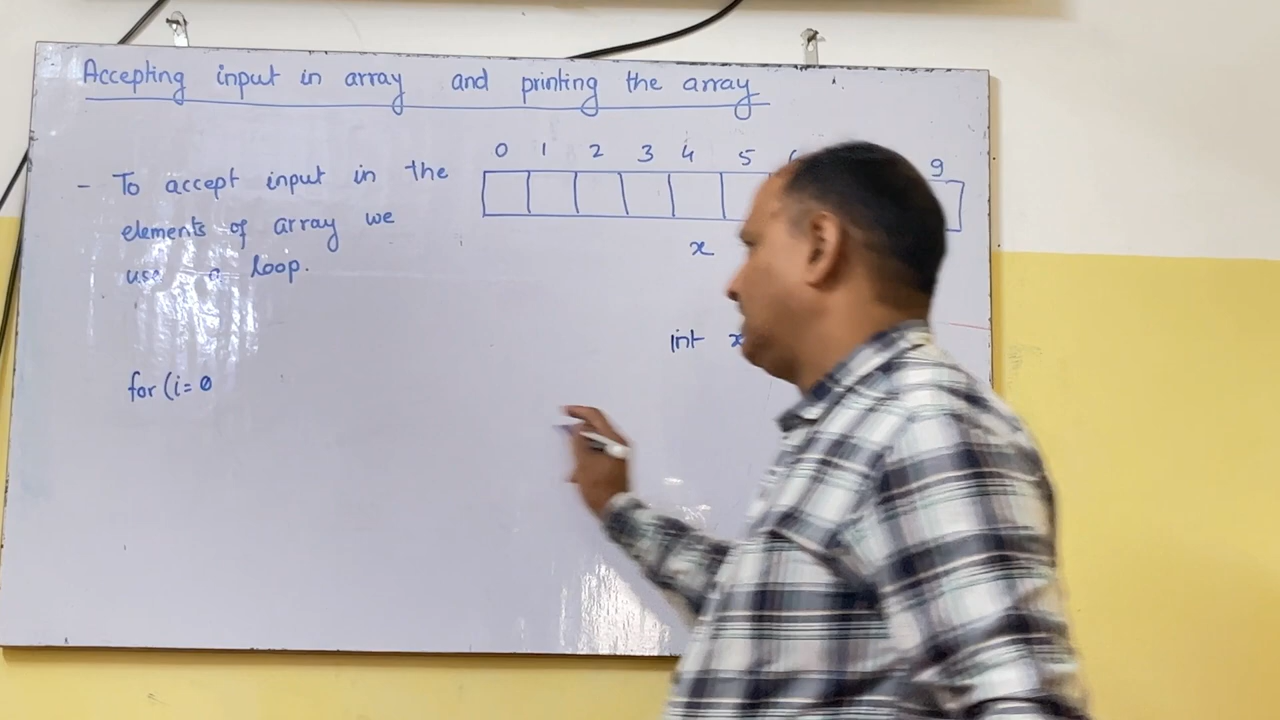 Accepting input in array and printing the array
- To accept input in the
elements of array we
use a loop.
0 1 2 3 4 5 9
x
int x
for (i = 0